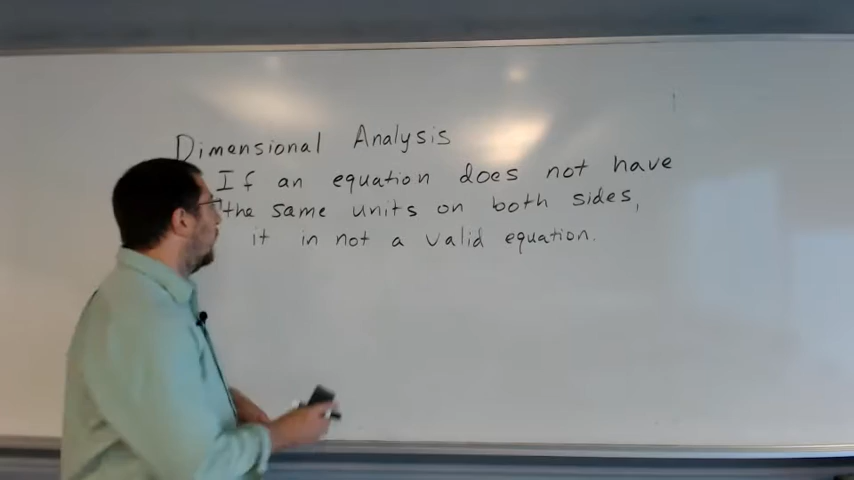 Dimensional Analysis
If an equation does not have
the same units on both sides,
it in not a valid equation.